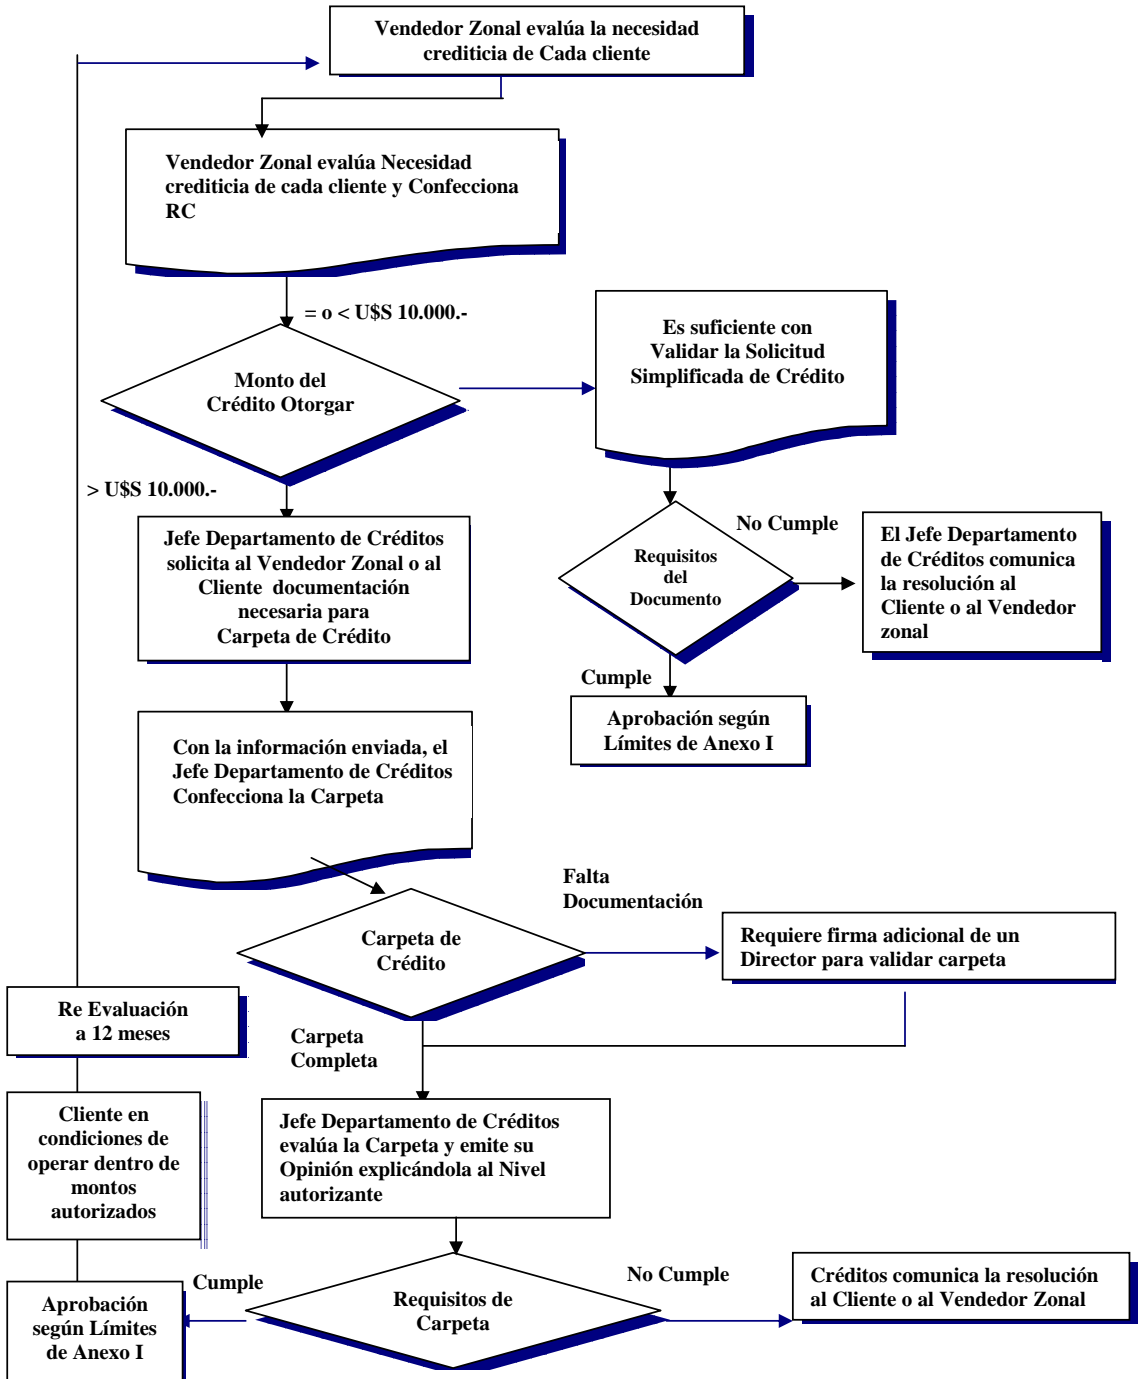 Vendedor Zonal evalúa la necesidad
crediticia de Cada cliente
Vendedor Zonal evalúa Necesidad
crediticia de cada cliente y Confecciona
RC
= o < U$S 10.000.-
Monto del
Crédito Otorgar
Es suficiente con
Validar la Solicitud
Simplificada de Crédito
> U$S 10.000.-
Jefe Departamento de Créditos
solicita al Vendedor Zonal o al
Cliente documentación
necesaria para
Carpeta de Crédito
No Cumple
Requisitos
del
Documento
El Jefe Departamento
de Créditos comunica
la resolución al
Cliente o al Vendedor
zonal
Cumple
Aprobación según
Límites de Anexo I
Con la información enviada, el
Jefe Departamento de Créditos
Confecciona la Carpeta
Falta
Documentación
Carpeta de
Crédito
Requiere firma adicional de un
Director para validar carpeta
Re Evaluación
a 12 meses
Carpeta
Completa
Cliente en
condiciones de
operar dentro de
montos
autorizados
Jefe Departamento de Créditos
evalúa la Carpeta y emite su
Opinión explicándola al Nivel
autorizante
Cumple
No Cumple
Requisitos de
Carpeta
Créditos comunica la resolución
al Cliente o al Vendedor Zonal
Aprobación
según Límites
de Anexo I